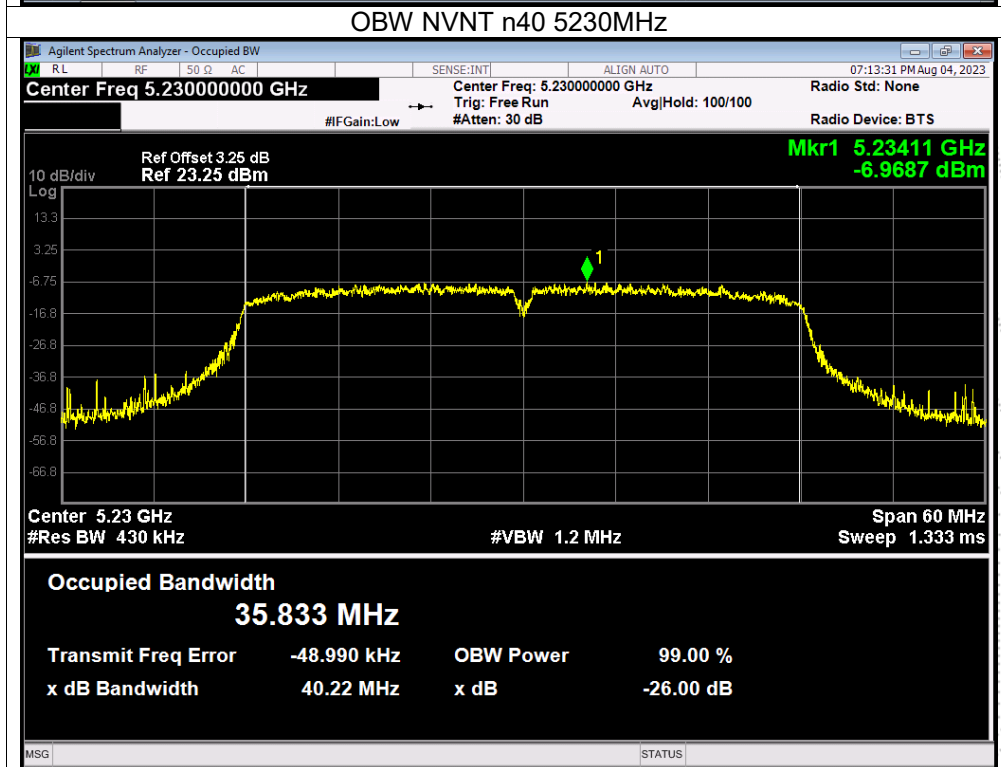 OBW NVNT n40 5230MHz
Agilent Spectrum Analyzer - Occupied BW
LXI RL RF 50 Ω AC SENSE:INT ALIGN AUTO 07:13:31 PM Aug 04, 2023
Center Freq 5.230000000 GHz Center Freq: 5.230000000 GHz Radio Std: None
Trig: Free Run Avg|Hold: 100/100
#IFGain:Low #Atten: 30 dB Radio Device: BTS
Mkr1 5.23411 GHz
Ref Offset 3.25 dB
10 dB/div Ref 23.25 dBm -6.9687 dBm
Log
13.3
3.25
1
-6.75
-16.8
-26.8
-36.8
-46.8
-56.8
-66.8
Center 5.23 GHz Span 60 MHz
#Res BW 430 kHz #VBW 1.2 MHz Sweep 1.333 ms
Occupied Bandwidth
35.833 MHz
Transmit Freq Error -48.990 kHz OBW Power 99.00 %
x dB Bandwidth 40.22 MHz x dB -26.00 dB
MSG STATUS